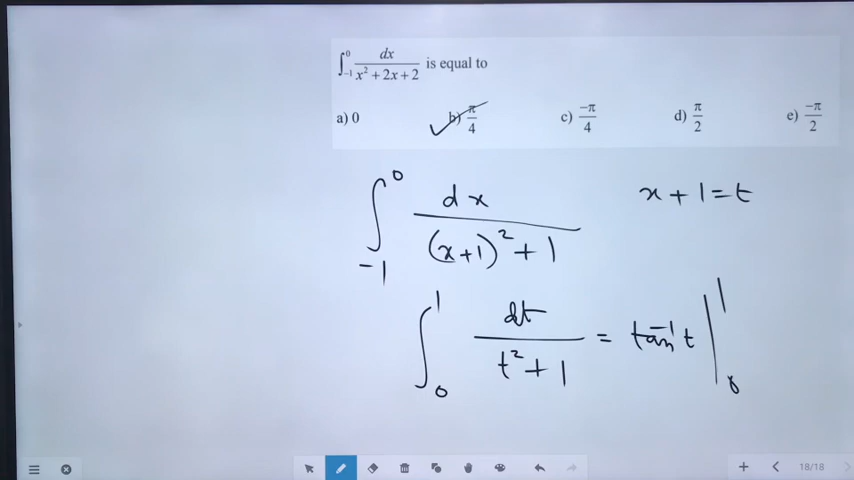 ∫₋₁⁰ dx / (x² + 2x + 2) is equal to
a) 0 b) π/4 c) −π/4 d) π/2 e) −π/2
∫₋₁⁰ dx / ((x+1)² + 1) x + 1 = t
∫₀¹ dt / (t² + 1) = tan⁻¹ t |₀¹
18/18